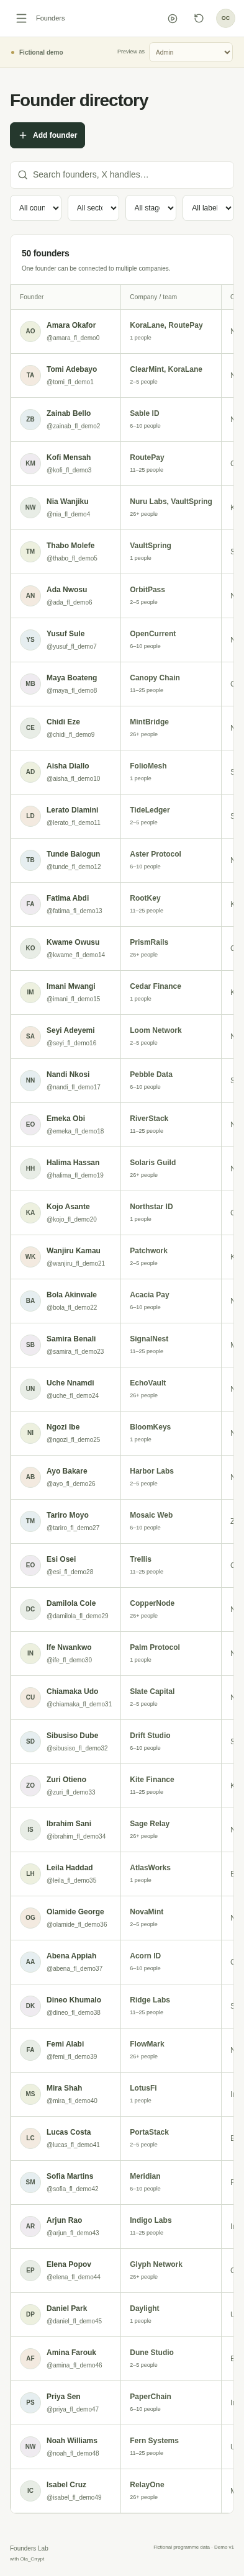 Founders
OC
Fictional demo
Preview as
Admin
Founder directory
+ Add founder
Search founders, X handles…
All coun
All secto
All stage
All label
50 founders
One founder can be connected to multiple companies.
Founder
Company / team
AO
Amara Okafor
@amara_fl_demo0
KoraLane, RoutePay
1 people
TA
Tomi Adebayo
@tomi_fl_demo1
ClearMint, KoraLane
2–5 people
ZB
Zainab Bello
@zainab_fl_demo2
Sable ID
6–10 people
KM
Kofi Mensah
@kofi_fl_demo3
RoutePay
11–25 people
NW
Nia Wanjiku
@nia_fl_demo4
Nuru Labs, VaultSpring
26+ people
TM
Thabo Molefe
@thabo_fl_demo5
VaultSpring
1 people
AN
Ada Nwosu
@ada_fl_demo6
OrbitPass
2–5 people
YS
Yusuf Sule
@yusuf_fl_demo7
OpenCurrent
6–10 people
MB
Maya Boateng
@maya_fl_demo8
Canopy Chain
11–25 people
CE
Chidi Eze
@chidi_fl_demo9
MintBridge
26+ people
AD
Aisha Diallo
@aisha_fl_demo10
FolioMesh
1 people
LD
Lerato Dlamini
@lerato_fl_demo11
TideLedger
2–5 people
TB
Tunde Balogun
@tunde_fl_demo12
Aster Protocol
6–10 people
FA
Fatima Abdi
@fatima_fl_demo13
RootKey
11–25 people
KO
Kwame Owusu
@kwame_fl_demo14
PrismRails
26+ people
IM
Imani Mwangi
@imani_fl_demo15
Cedar Finance
1 people
SA
Seyi Adeyemi
@seyi_fl_demo16
Loom Network
2–5 people
NN
Nandi Nkosi
@nandi_fl_demo17
Pebble Data
6–10 people
EO
Emeka Obi
@emeka_fl_demo18
RiverStack
11–25 people
HH
Halima Hassan
@halima_fl_demo19
Solaris Guild
26+ people
KA
Kojo Asante
@kojo_fl_demo20
Northstar ID
1 people
WK
Wanjiru Kamau
@wanjiru_fl_demo21
Patchwork
2–5 people
BA
Bola Akinwale
@bola_fl_demo22
Acacia Pay
6–10 people
SB
Samira Benali
@samira_fl_demo23
SignalNest
11–25 people
UN
Uche Nnamdi
@uche_fl_demo24
EchoVault
26+ people
NI
Ngozi Ibe
@ngozi_fl_demo25
BloomKeys
1 people
AB
Ayo Bakare
@ayo_fl_demo26
Harbor Labs
2–5 people
TM
Tariro Moyo
@tariro_fl_demo27
Mosaic Web
6–10 people
EO
Esi Osei
@esi_fl_demo28
Trellis
11–25 people
DC
Damilola Cole
@damilola_fl_demo29
CopperNode
26+ people
IN
Ife Nwankwo
@ife_fl_demo30
Palm Protocol
1 people
CU
Chiamaka Udo
@chiamaka_fl_demo31
Slate Capital
2–5 people
SD
Sibusiso Dube
@sibusiso_fl_demo32
Drift Studio
6–10 people
ZO
Zuri Otieno
@zuri_fl_demo33
Kite Finance
11–25 people
IS
Ibrahim Sani
@ibrahim_fl_demo34
Sage Relay
26+ people
LH
Leila Haddad
@leila_fl_demo35
AtlasWorks
1 people
OG
Olamide George
@olamide_fl_demo36
NovaMint
2–5 people
AA
Abena Appiah
@abena_fl_demo37
Acorn ID
6–10 people
DK
Dineo Khumalo
@dineo_fl_demo38
Ridge Labs
11–25 people
FA
Femi Alabi
@femi_fl_demo39
FlowMark
26+ people
MS
Mira Shah
@mira_fl_demo40
LotusFi
1 people
LC
Lucas Costa
@lucas_fl_demo41
PortaStack
2–5 people
SM
Sofia Martins
@sofia_fl_demo42
Meridian
6–10 people
AR
Arjun Rao
@arjun_fl_demo43
Indigo Labs
11–25 people
EP
Elena Popov
@elena_fl_demo44
Glyph Network
26+ people
DP
Daniel Park
@daniel_fl_demo45
Daylight
1 people
AF
Amina Farouk
@amina_fl_demo46
Dune Studio
2–5 people
PS
Priya Sen
@priya_fl_demo47
PaperChain
6–10 people
NW
Noah Williams
@noah_fl_demo48
Fern Systems
11–25 people
IC
Isabel Cruz
@isabel_fl_demo49
RelayOne
26+ people
Founders Lab
with Ola_Crrypt
Fictional programme data · Demo v1